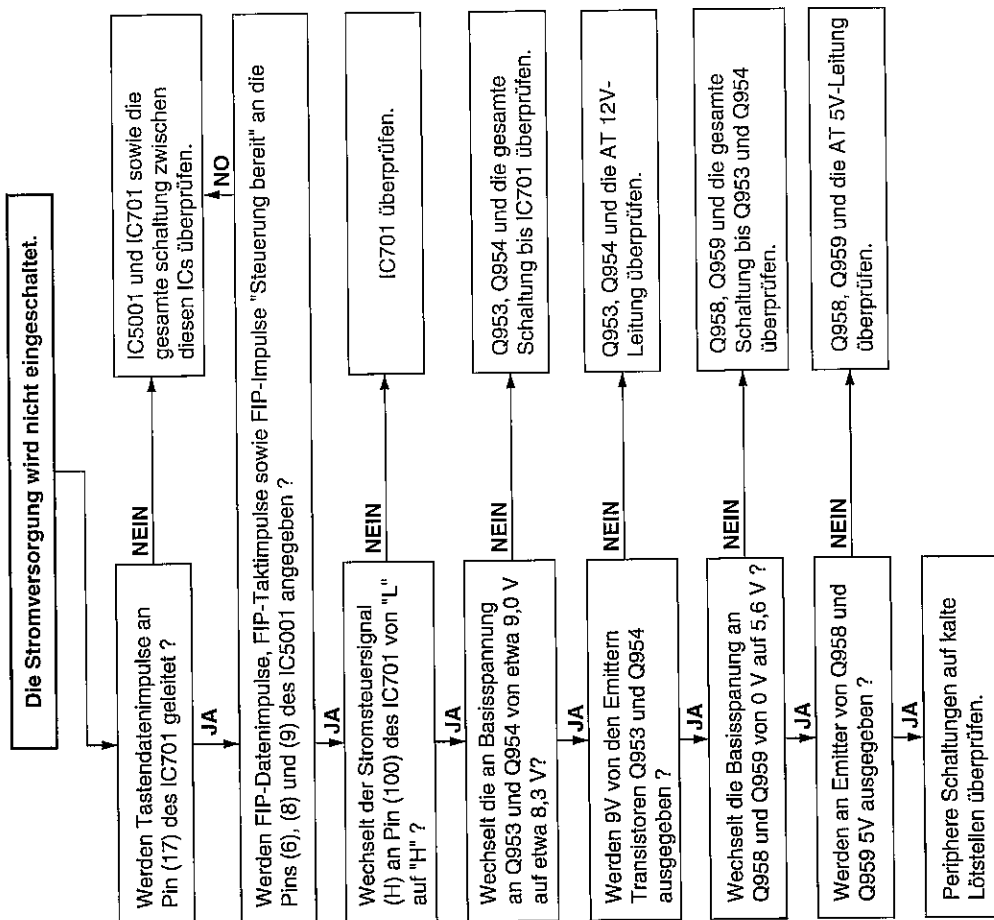 Die Stromversorgung wird nicht eingeschaltet.
Werden Tastendatenimpulse an
Pin (17) des IC701 geleitet ?
NEIN
IC5001 und IC701 sowie die
gesamte schaltung zwischen
diesen ICs überprüfen.
JA
NO
Werden FIP-Datenimpulse, FIP-Taktimpulse sowie FIP-Impulse "Steuerung bereit" an die
Pins (6), (8) und (9) des IC5001 angegeben ?
JA
Wechselt der Stromsteuersignal
(H) an Pin (100) des IC701 von "L"
auf "H" ?
NEIN
IC701 überprüfen.
JA
Wechselt die an Basisspannung
an Q953 und Q954 von etwa 9,0 V
auf etwa 8,3 V?
NEIN
Q953, Q954 und die gesamte
Schaltung bis IC701 überprüfen.
JA
Werden 9V von den Emittern
Transistoren Q953 und Q954
ausgegeben ?
NEIN
Q953, Q954 und die AT 12V-
Leitung überprüfen.
JA
Wechselt die Basisspanung an
Q958 und Q959 von 0 V auf 5,6 V ?
NEIN
Q958, Q959 und die gesamte
Schaltung bis Q953 und Q954
überprüfen.
JA
Werden an Emitter von Q958 und
Q959 5V ausgegeben ?
NEIN
Q958, Q959 und die AT 5V-Leitung
überprüfen.
JA
Periphere Schaltungen auf kalte
Lötstellen überprüfen.